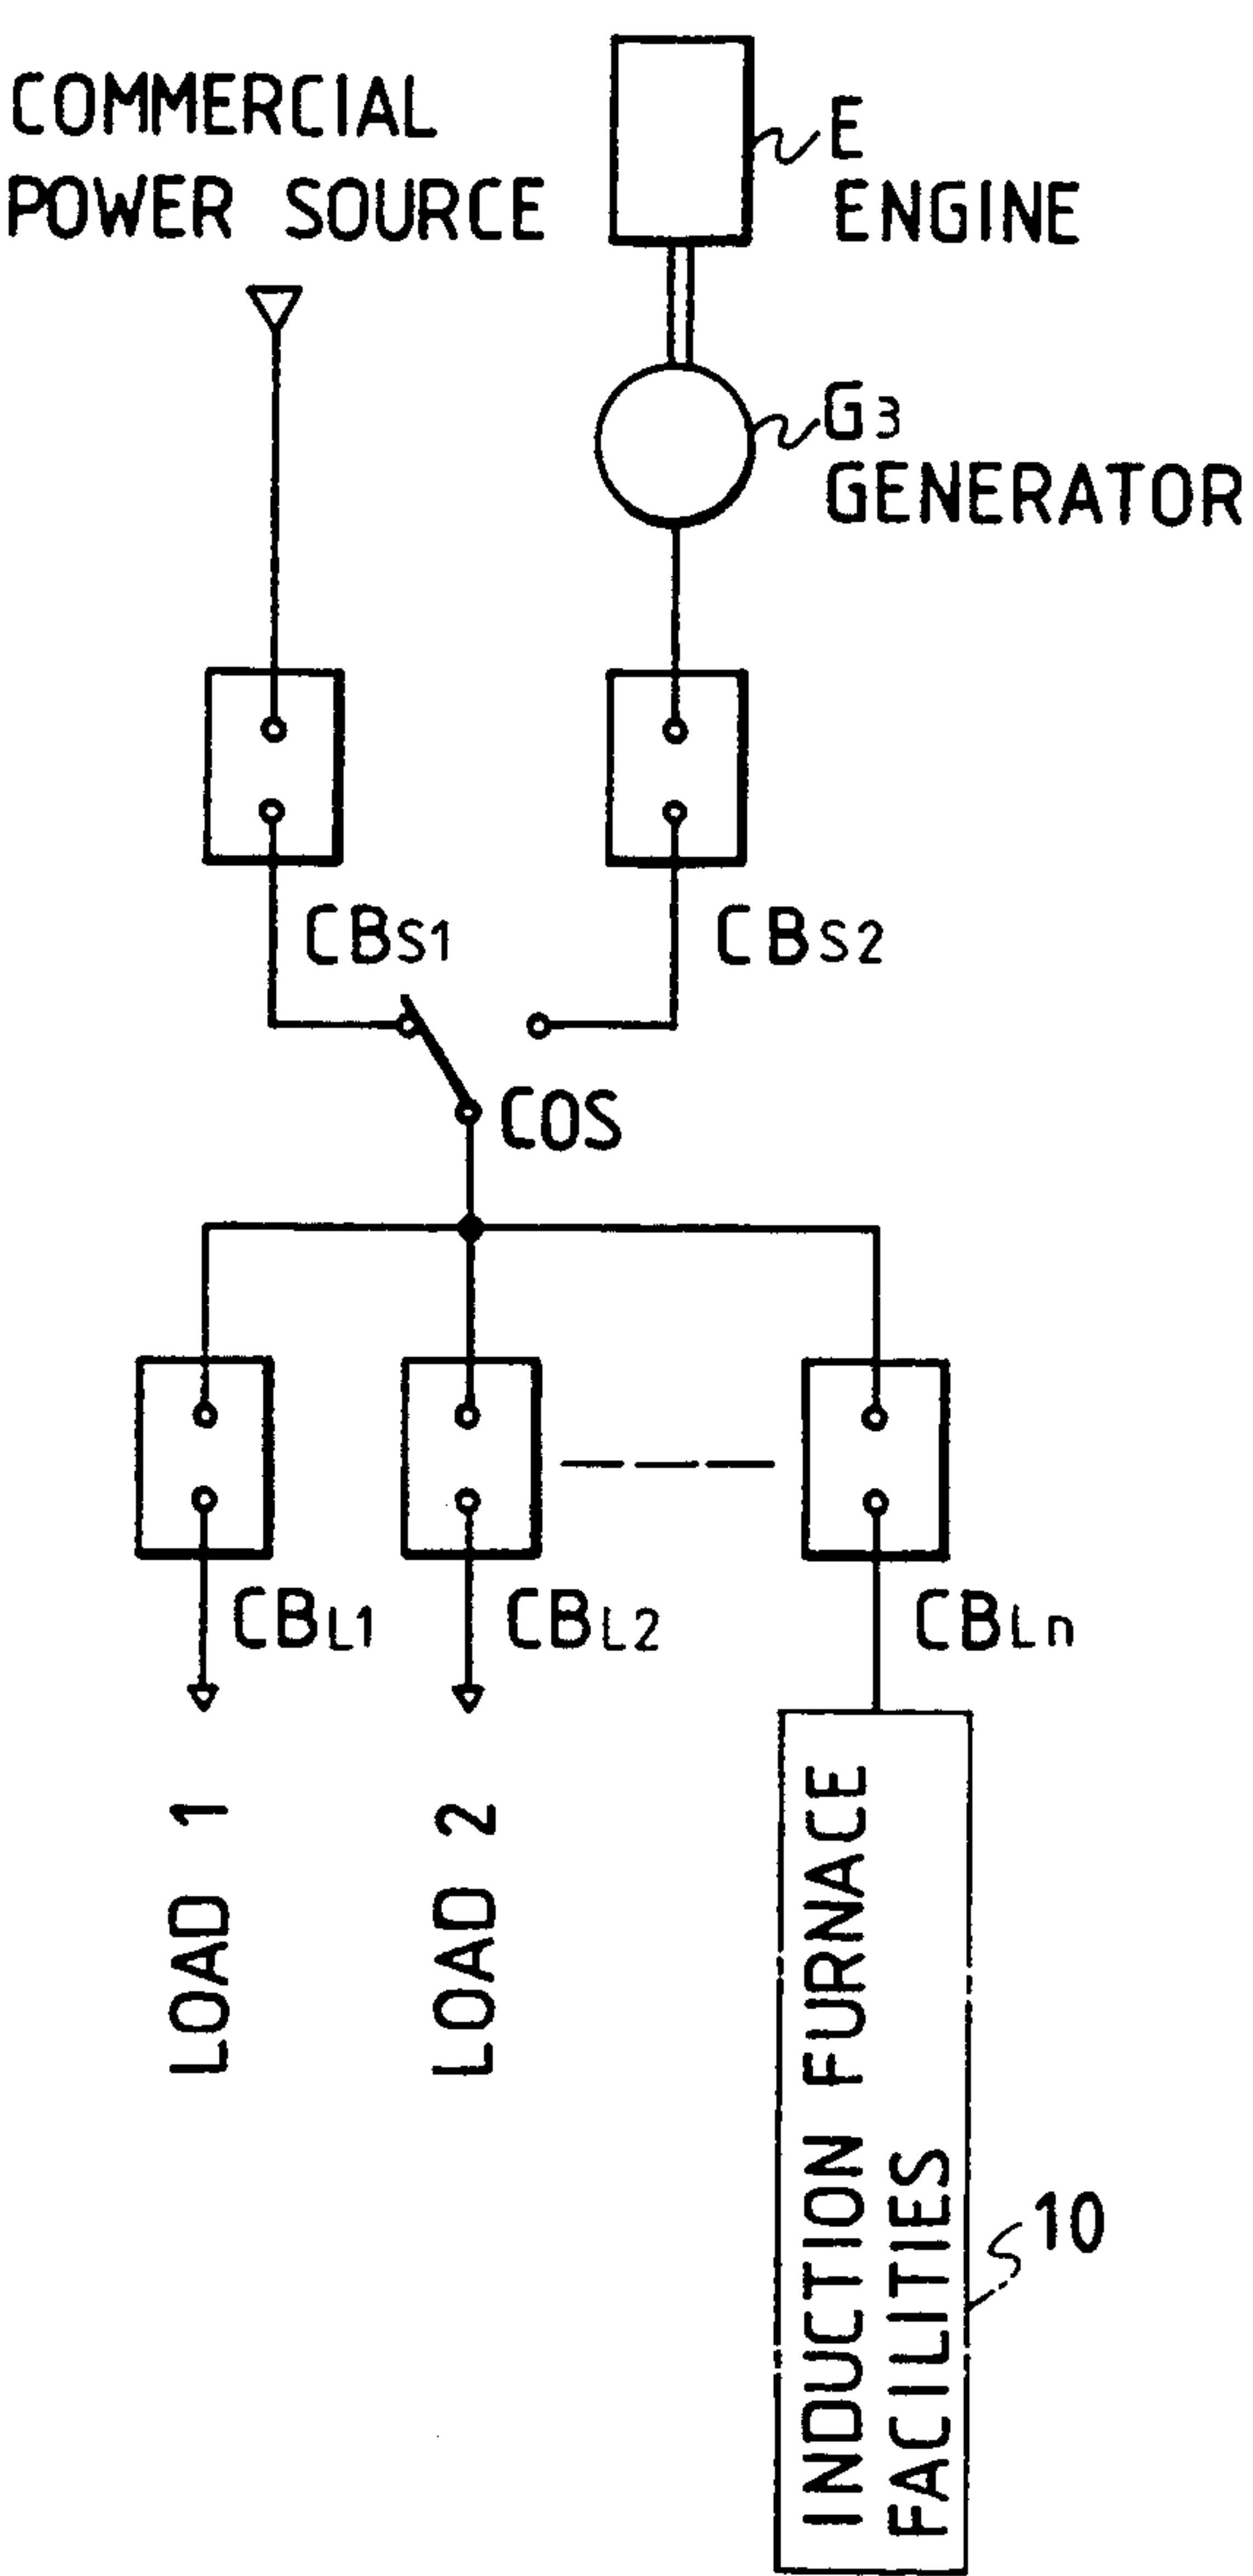 COMMERCIAL
POWER SOURCE
E
ENGINE
G3
GENERATOR
CBS1
CBS2
COS
CBL1
CBL2
CBLn
LOAD 1
LOAD 2
INDUCTION FURNACE
FACILITIES
10